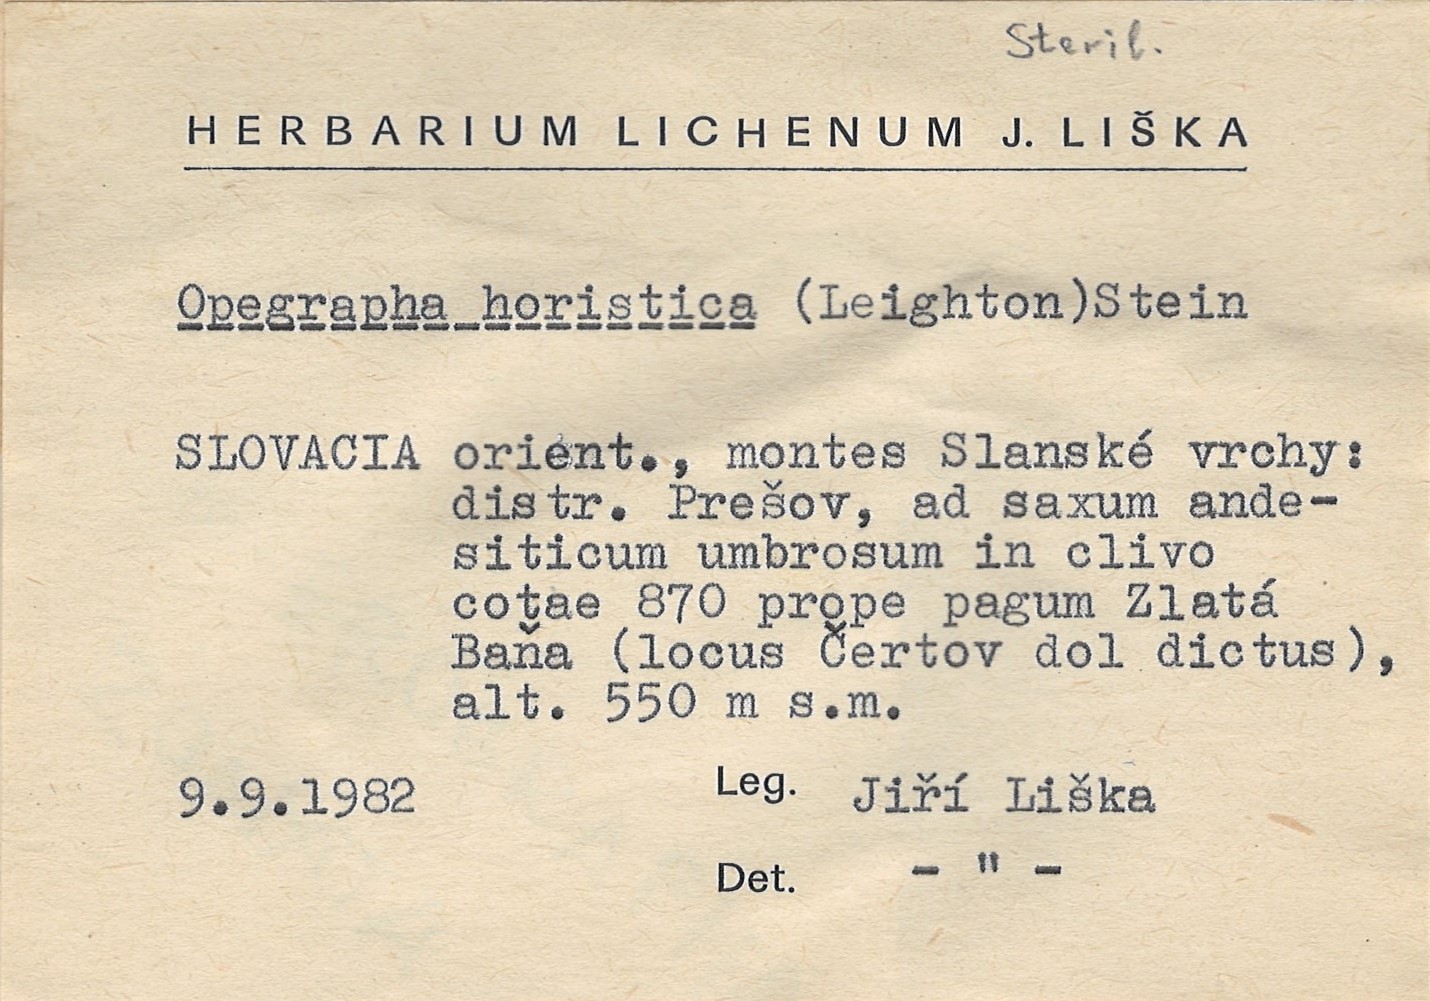 Steril.
HERBARIUM LICHENUM J. LIŠKA
Opegrapha horistica (Leighton)Stein
SLOVACIA orient., montes Slanské vrchy:
distr. Prešov, ad saxum ande-
siticum umbrosum in clivo
cotae 870 prope pagum Zlatá
Baňa (locus Čertov dol dictus),
alt. 550 m s.m.
9.9.1982 Leg. Jiří Liška
Det. - " -